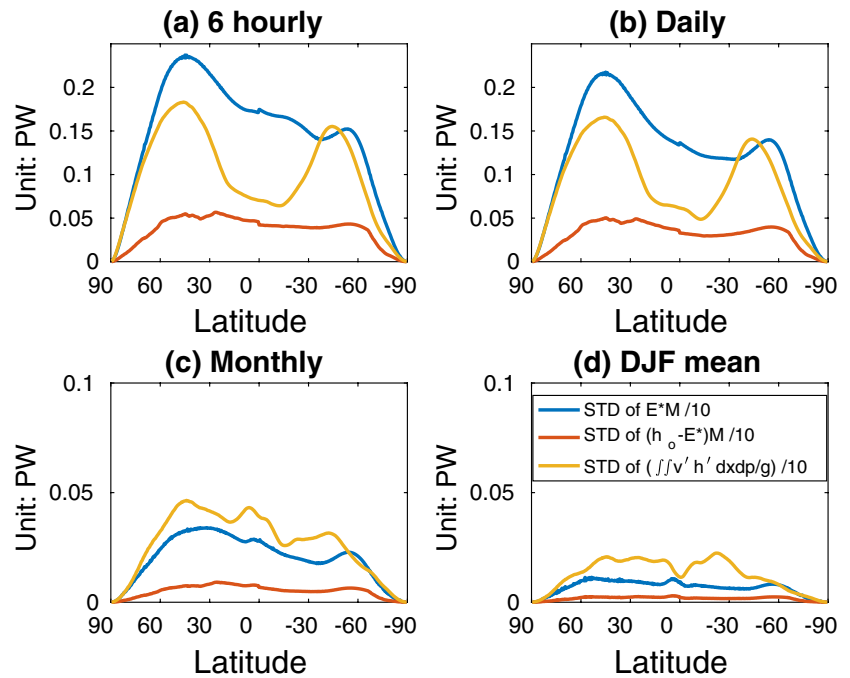 (a) 6 hourly
Unit: PW
0.2
0.15
0.1
0.05
0
90 60 30 0 -30 -60 -90
Latitude
(b) Daily
Unit: PW
0.2
0.15
0.1
0.05
0
90 60 30 0 -30 -60 -90
Latitude
(c) Monthly
Unit: PW
0.1
0.05
0
90 60 30 0 -30 -60 -90
Latitude
(d) DJF mean
Unit: PW
0.1
0.05
0
STD of E*M /10
STD of (h o -E*)M /10
STD of (∫∫v′ h′ dxdp/g) /10
90 60 30 0 -30 -60 -90
Latitude